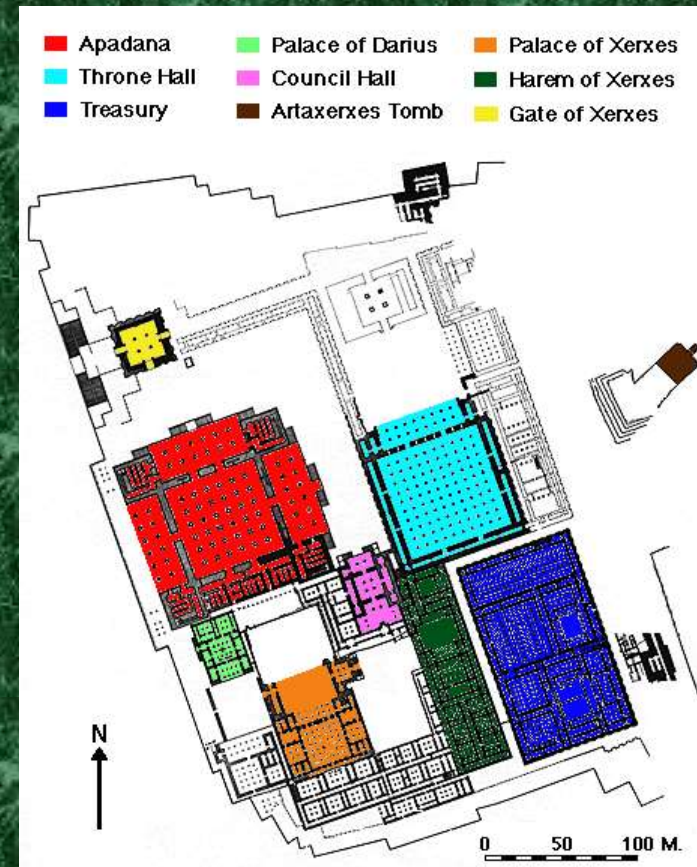 Apadana Palace of Darius Palace of Xerxes
Throne Hall Council Hall Harem of Xerxes
Treasury Artaxerxes Tomb Gate of Xerxes
N
0 50 100 M.